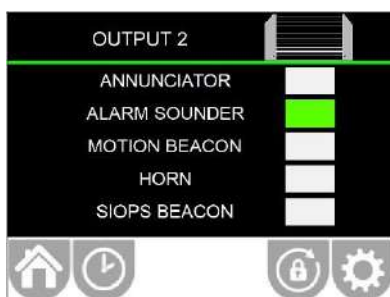 OUTPUT 2
ANNUNCIATOR
ALARM SOUNDER
MOTION BEACON
HORN
SIOPS BEACON